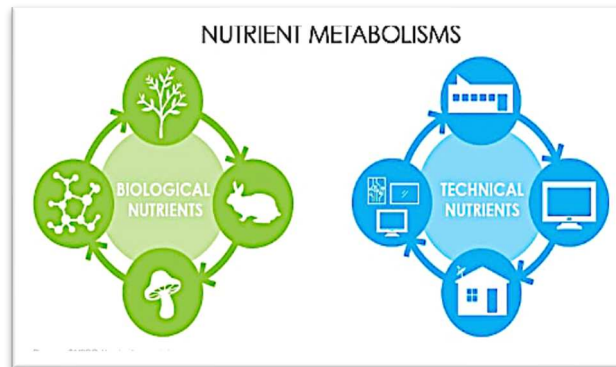 NUTRIENT METABOLISMS
BIOLOGICAL
NUTRIENTS
TECHNICAL
NUTRIENTS